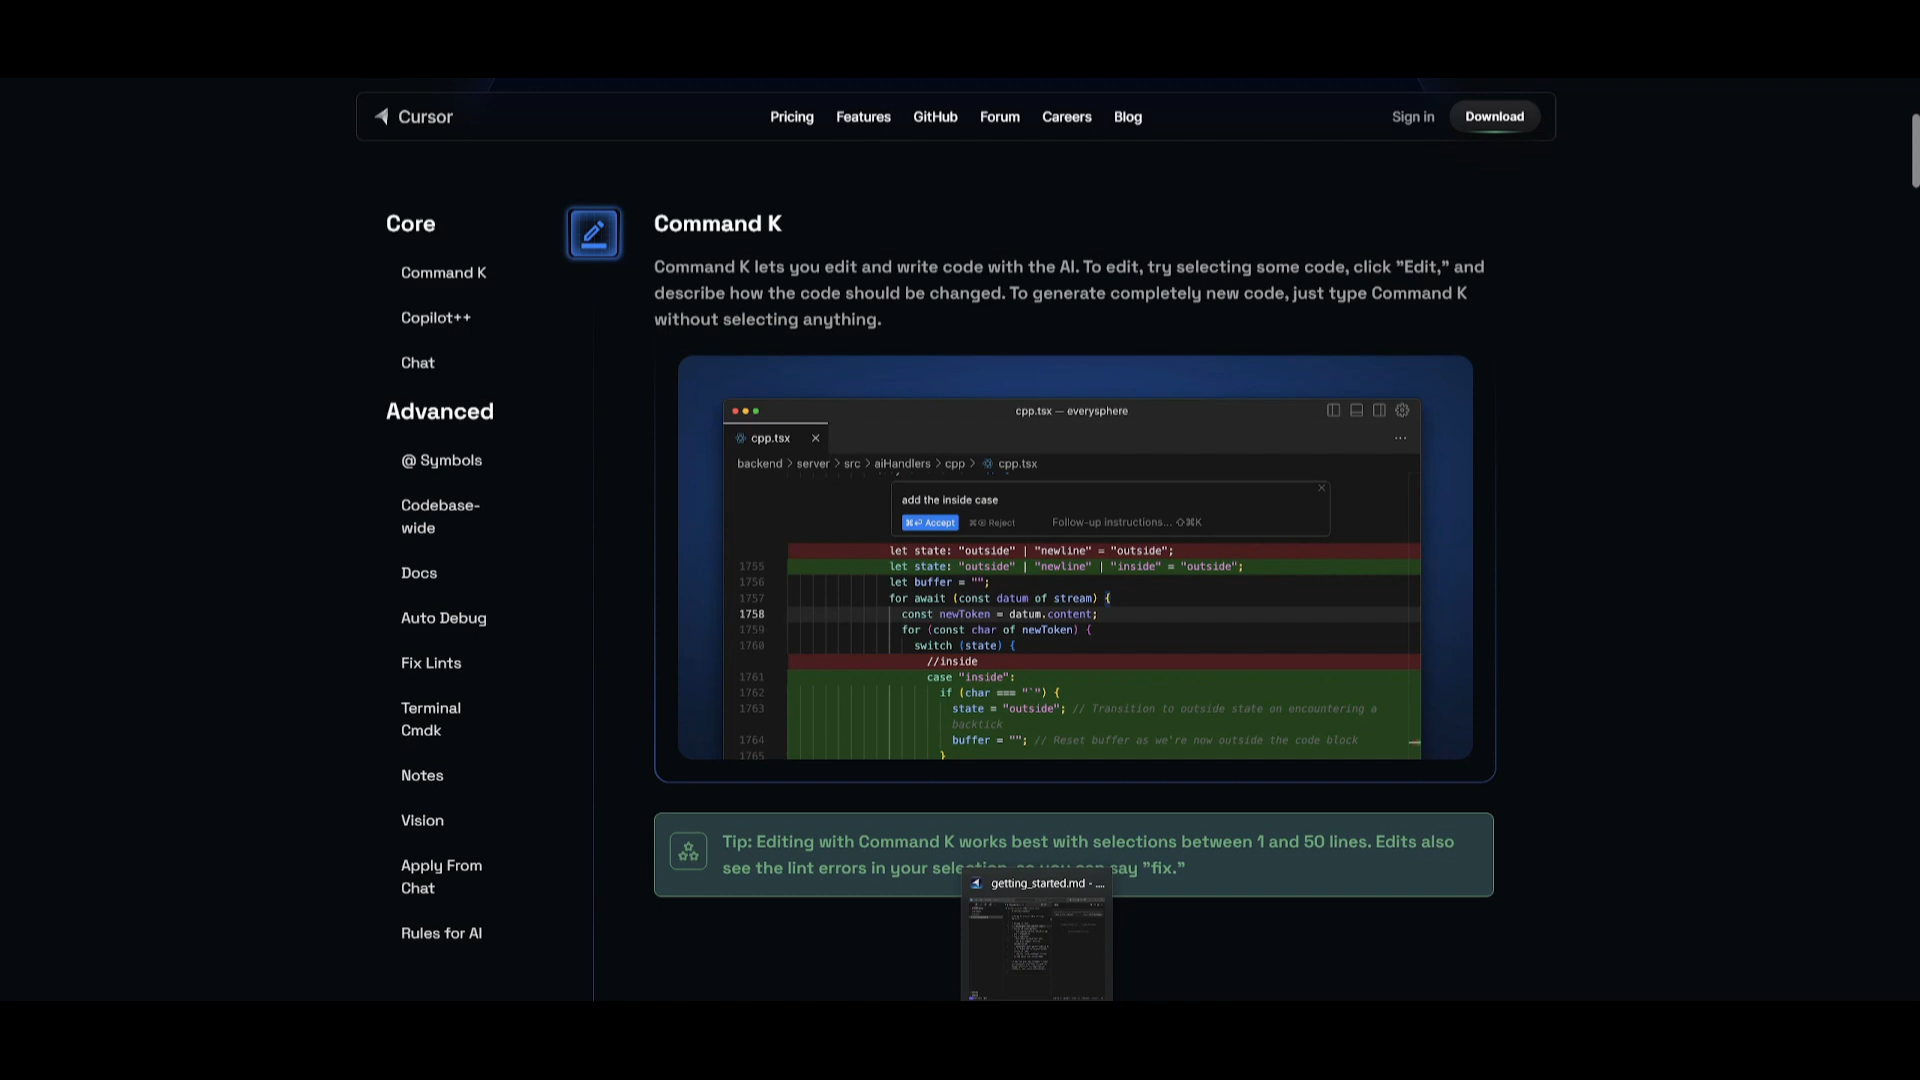 Cursor
Pricing
Features
GitHub
Forum
Careers
Blog
Sign in
Download
Core
Command K
Copilot++
Chat
Advanced
@ Symbols
Codebase-
wide
Docs
Auto Debug
Fix Lints
Terminal
Cmdk
Notes
Vision
Apply From
Chat
Rules for AI
Command K
Command K lets you edit and write code with the AI. To edit, try selecting some code, click "Edit," and
describe how the code should be changed. To generate completely new code, just type Command K
without selecting anything.
cpp.tsx — everysphere
cpp.tsx
backend > server > src > aiHandlers > cpp > cpp.tsx
add the inside case
Accept
Reject
Follow-up instructions... ⇧⌘K
let state: "outside" | "newline" = "outside";
1755 let state: "outside" | "newline" | "inside" = "outside";
1756 let buffer = "";
1757 for await (const datum of stream) {
1758 const newToken = datum.content;
1759 for (const char of newToken) {
1760 switch (state) {
//inside
1761 case "inside":
1762 if (char === "`") {
1763 state = "outside"; // Transition to outside state on encountering a
backtick
1764 buffer = ""; // Reset buffer as we're now outside the code block
1765 }
Tip: Editing with Command K works best with selections between 1 and 50 lines. Edits also
see the lint errors in your selection, so you can say "fix."
getting_started.md - ....